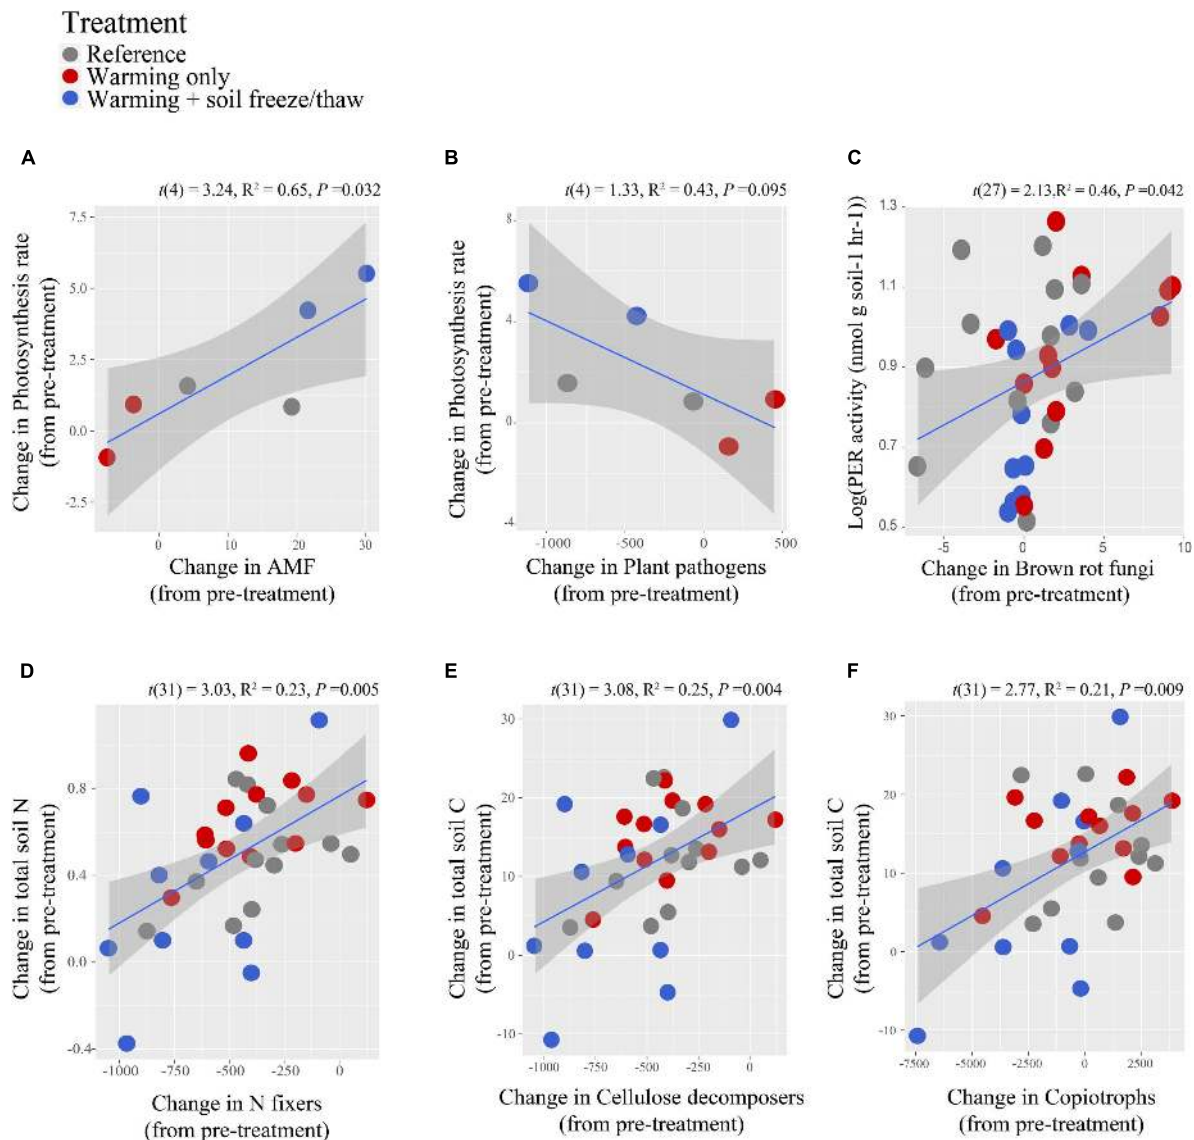 Treatment
Reference
Warming only
Warming + soil freeze/thaw
A
t(4) = 3.24, R² = 0.65, P =0.032
7.5
5.0
2.5
0.0
-2.5
Change in Photosynthesis rate
(from pre-treatment)
0
10
20
30
Change in AMF
(from pre-treatment)
B
t(4) = 1.33, R² = 0.43, P =0.095
8
4
0
-4
Change in Photosynthesis rate
(from pre-treatment)
-1000
-500
0
500
Change in Plant pathogens
(from pre-treatment)
C
t(27) = 2.13,R² = 0.46, P =0.042
1.3
1.1
0.9
0.7
0.6
Log(PER activity (nmol g soil-1 hr-1))
-5
0
5
10
Change in Brown rot fungi
(from pre-treatment)
D
t(31) = 3.03, R² = 0.23, P =0.005
0.8
0.4
0.0
-0.4
Change in total soil N
(from pre-treatment)
-1000
-750
-500
-250
0
Change in N fixers
(from pre-treatment)
E
t(31) = 3.08, R² = 0.25, P =0.004
30
20
10
0
-10
Change in total soil C
(from pre-treatment)
-1000
-750
-500
-250
0
Change in Cellulose decomposers
(from pre-treatment)
F
t(31) = 2.77, R² = 0.21, P =0.009
30
20
10
0
-10
Change in total soil C
(from pre-treatment)
-7500
-5000
-2500
0
2500
Change in Copiotrophs
(from pre-treatment)